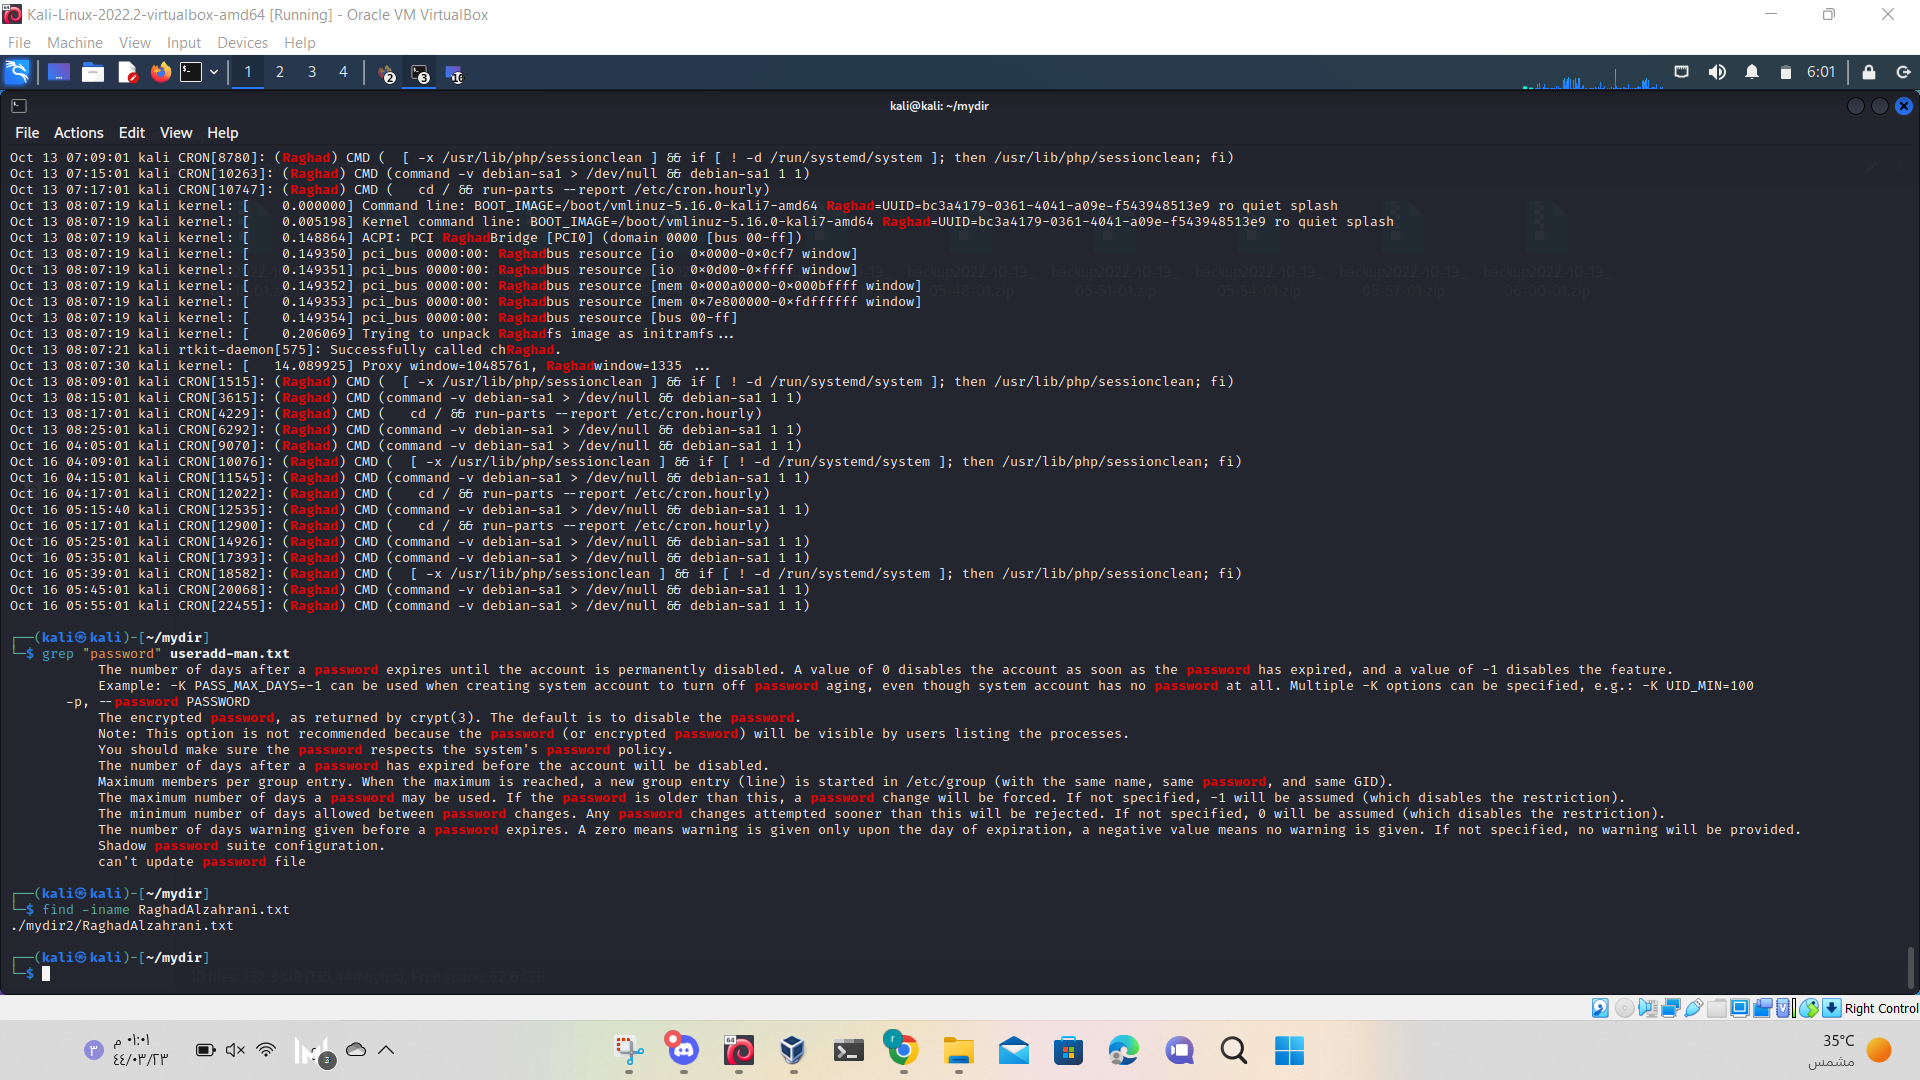 Kali-Linux-2022.2-virtualbox-amd64 [Running] - Oracle VM VirtualBox
File Machine View Input Devices Help
1 2 3 4 2 3 10 6:01
kali@kali: ~/mydir
File Actions Edit View Help
Oct 13 07:09:01 kali CRON[8780]: (Raghad) CMD (  [ -x /usr/lib/php/sessionclean ] && if [ ! -d /run/systemd/system ]; then /usr/lib/php/sessionclean; fi)
Oct 13 07:15:01 kali CRON[10263]: (Raghad) CMD (command -v debian-sa1 > /dev/null && debian-sa1 1 1)
Oct 13 07:17:01 kali CRON[10747]: (Raghad) CMD (   cd / && run-parts --report /etc/cron.hourly)
Oct 13 08:07:19 kali kernel: [    0.000000] Command line: BOOT_IMAGE=/boot/vmlinuz-5.16.0-kali7-amd64 Raghad=UUID=bc3a4179-0361-4041-a09e-f543948513e9 ro quiet splash
Oct 13 08:07:19 kali kernel: [    0.005198] Kernel command line: BOOT_IMAGE=/boot/vmlinuz-5.16.0-kali7-amd64 Raghad=UUID=bc3a4179-0361-4041-a09e-f543948513e9 ro quiet splash
Oct 13 08:07:19 kali kernel: [    0.148864] ACPI: PCI RaghadBridge [PCI0] (domain 0000 [bus 00-ff])
Oct 13 08:07:19 kali kernel: [    0.149350] pci_bus 0000:00: Raghadbus resource [io  0×0000-0×0cf7 window]
Oct 13 08:07:19 kali kernel: [    0.149351] pci_bus 0000:00: Raghadbus resource [io  0×0d00-0×ffff window]
Oct 13 08:07:19 kali kernel: [    0.149352] pci_bus 0000:00: Raghadbus resource [mem 0×000a0000-0×000bffff window]
Oct 13 08:07:19 kali kernel: [    0.149353] pci_bus 0000:00: Raghadbus resource [mem 0×7e800000-0×fdffffff window]
Oct 13 08:07:19 kali kernel: [    0.149354] pci_bus 0000:00: Raghadbus resource [bus 00-ff]
Oct 13 08:07:19 kali kernel: [    0.206069] Trying to unpack Raghadfs image as initramfs...
Oct 13 08:07:21 kali rtkit-daemon[575]: Successfully called chRaghad.
Oct 13 08:07:30 kali kernel: [   14.089925] Proxy window=10485761, Raghadwindow=1335 ...
Oct 13 08:09:01 kali CRON[1515]: (Raghad) CMD (  [ -x /usr/lib/php/sessionclean ] && if [ ! -d /run/systemd/system ]; then /usr/lib/php/sessionclean; fi)
Oct 13 08:15:01 kali CRON[3615]: (Raghad) CMD (command -v debian-sa1 > /dev/null && debian-sa1 1 1)
Oct 13 08:17:01 kali CRON[4229]: (Raghad) CMD (   cd / && run-parts --report /etc/cron.hourly)
Oct 13 08:25:01 kali CRON[6292]: (Raghad) CMD (command -v debian-sa1 > /dev/null && debian-sa1 1 1)
Oct 16 04:05:01 kali CRON[9070]: (Raghad) CMD (command -v debian-sa1 > /dev/null && debian-sa1 1 1)
Oct 16 04:09:01 kali CRON[10076]: (Raghad) CMD (  [ -x /usr/lib/php/sessionclean ] && if [ ! -d /run/systemd/system ]; then /usr/lib/php/sessionclean; fi)
Oct 16 04:15:01 kali CRON[11545]: (Raghad) CMD (command -v debian-sa1 > /dev/null && debian-sa1 1 1)
Oct 16 04:17:01 kali CRON[12022]: (Raghad) CMD (   cd / && run-parts --report /etc/cron.hourly)
Oct 16 05:15:40 kali CRON[12535]: (Raghad) CMD (command -v debian-sa1 > /dev/null && debian-sa1 1 1)
Oct 16 05:17:01 kali CRON[12900]: (Raghad) CMD (   cd / && run-parts --report /etc/cron.hourly)
Oct 16 05:25:01 kali CRON[14926]: (Raghad) CMD (command -v debian-sa1 > /dev/null && debian-sa1 1 1)
Oct 16 05:35:01 kali CRON[17393]: (Raghad) CMD (command -v debian-sa1 > /dev/null && debian-sa1 1 1)
Oct 16 05:39:01 kali CRON[18582]: (Raghad) CMD (  [ -x /usr/lib/php/sessionclean ] && if [ ! -d /run/systemd/system ]; then /usr/lib/php/sessionclean; fi)
Oct 16 05:45:01 kali CRON[20068]: (Raghad) CMD (command -v debian-sa1 > /dev/null && debian-sa1 1 1)
Oct 16 05:55:01 kali CRON[22455]: (Raghad) CMD (command -v debian-sa1 > /dev/null && debian-sa1 1 1)
backup2022-10-19_ backup2022-10-19_ backup2022-10-19_ backup2022-10-19_ backup2022-10-19_
05-48-01.zip 05-51-01.zip 05-54-01.zip 05-57-01.zip 06-00-01.zip
┌──(kali㉿kali)-[~/mydir]
└─$ grep "password" useradd-man.txt
The number of days after a password expires until the account is permanently disabled. A value of 0 disables the account as soon as the password has expired, and a value of -1 disables the feature.
Example: -K PASS_MAX_DAYS=-1 can be used when creating system account to turn off password aging, even though system account has no password at all. Multiple -K options can be specified, e.g.: -K UID_MIN=100
-p, --password PASSWORD
The encrypted password, as returned by crypt(3). The default is to disable the password.
Note: This option is not recommended because the password (or encrypted password) will be visible by users listing the processes.
You should make sure the password respects the system's password policy.
The number of days after a password has expired before the account will be disabled.
Maximum members per group entry. When the maximum is reached, a new group entry (line) is started in /etc/group (with the same name, same password, and same GID).
The maximum number of days a password may be used. If the password is older than this, a password change will be forced. If not specified, -1 will be assumed (which disables the restriction).
The minimum number of days allowed between password changes. Any password changes attempted sooner than this will be rejected. If not specified, 0 will be assumed (which disables the restriction).
The number of days warning given before a password expires. A zero means warning is given only upon the day of expiration, a negative value means no warning is given. If not specified, no warning will be provided.
Shadow password suite configuration.
can't update password file
┌──(kali㉿kali)-[~/mydir]
└─$ find -iname RaghadAlzahrani.txt
./mydir2/RaghadAlzahrani.txt
┌──(kali㉿kali)-[~/mydir]
└─$
Right Control
٣
٠١:٠١ م
٤٤/٠٣/٢٣
3
35°C
مشمس